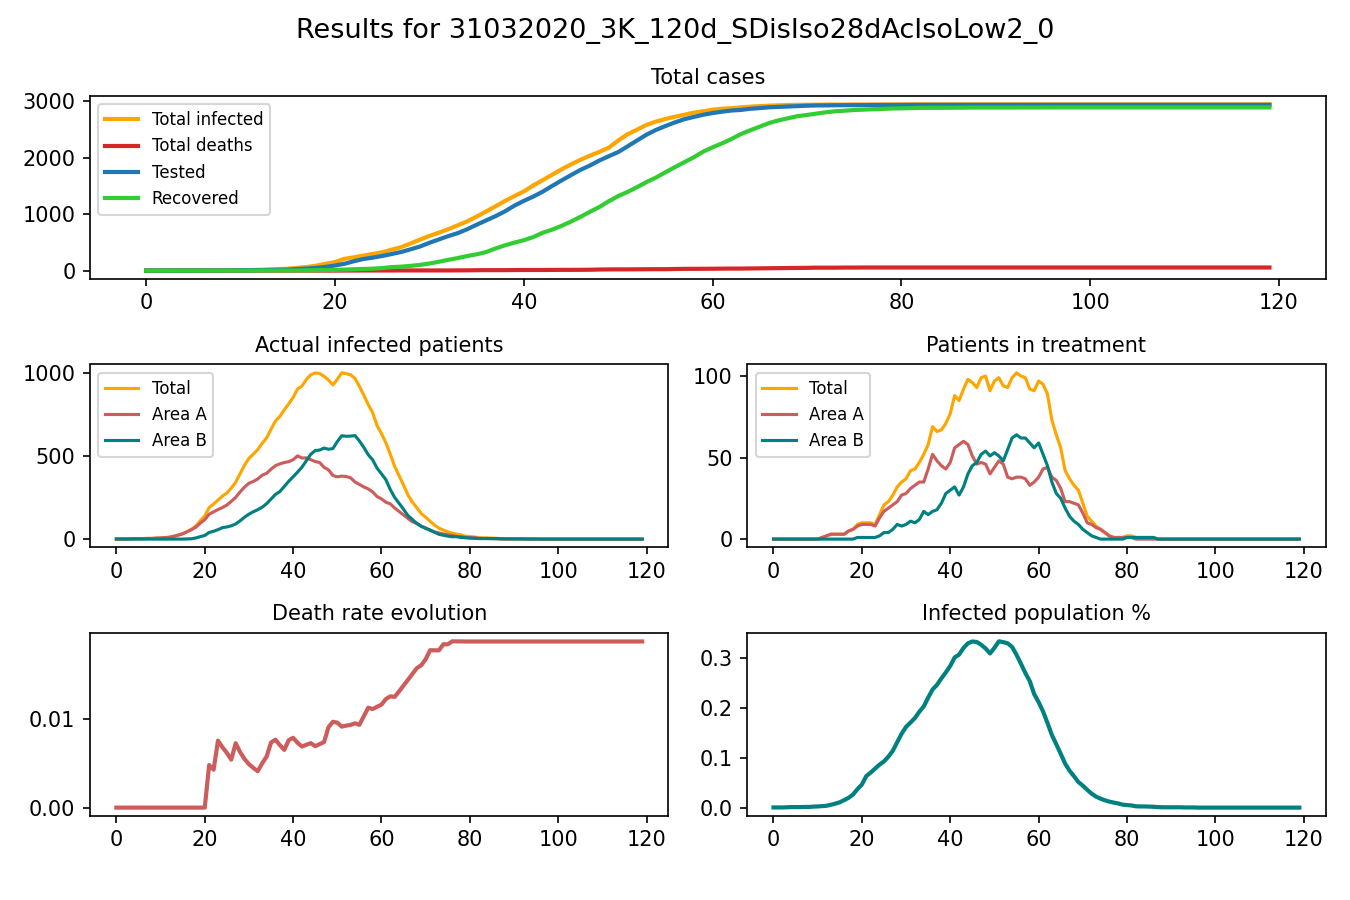 Results for 31032020_3K_120d_SDisIso28dAcIsoLow2_0
Total cases
3000
2000
1000
0
Total infected
Total deaths
Tested
Recovered
0 20 40 60 80 100 120
Actual infected patients
1000
500
0
Total
Area A
Area B
0 20 40 60 80 100 120
Patients in treatment
100
50
0
Total
Area A
Area B
0 20 40 60 80 100 120
Death rate evolution
0.01
0.00
0 20 40 60 80 100 120
Infected population %
0.3
0.2
0.1
0.0
0 20 40 60 80 100 120